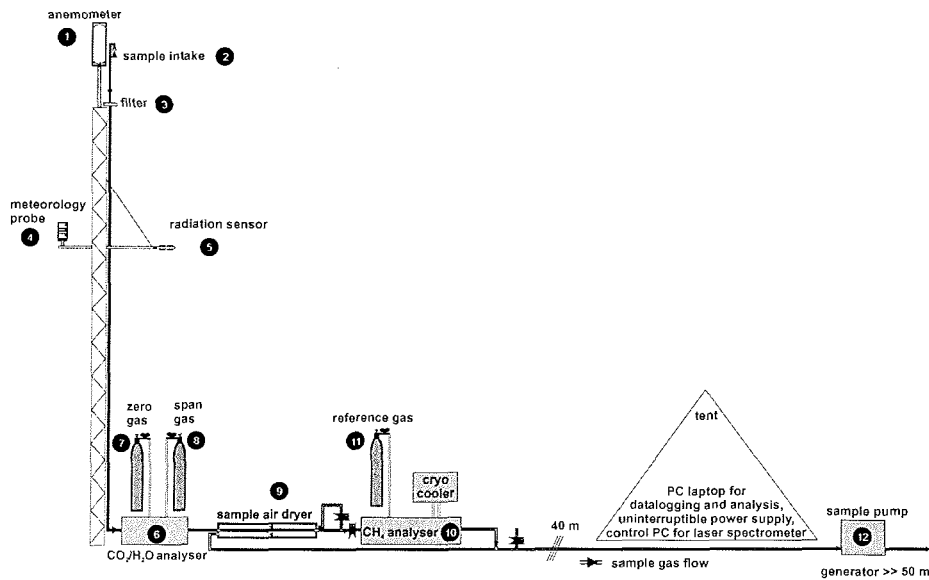 anemometer
1
sample intake 2
filter 3
meteorology
probe
4
radiation sensor
5
zero
gas
span
gas
7
8
reference gas
11
cryo
cooler
9
sample air dryer
6
CO₂/H₂O analyser
CH₄ analyser 10
40 m
tent
PC laptop for
datalogging and analysis,
uninterruptible power supply,
control PC for laser spectrometer
sample pump
12
sample gas flow
generator >> 50 m